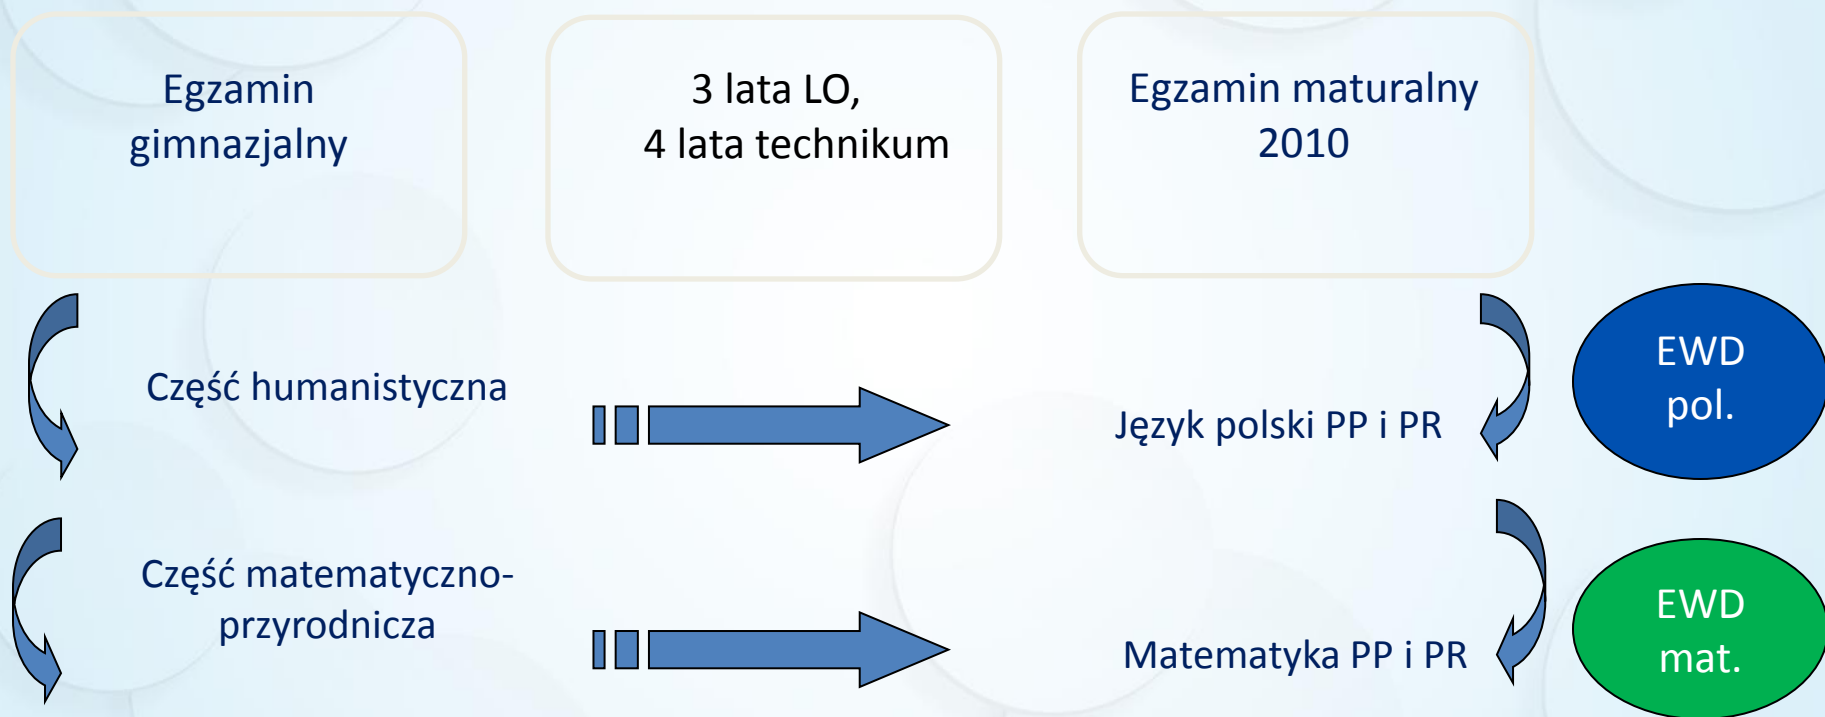 Egzamin
gimnazjalny
3 lata LO,
4 lata technikum
Egzamin maturalny
2010
Część humanistyczna
Język polski PP i PR
EWD
pol.
Część matematyczno-
przyrodnicza
Matematyka PP i PR
EWD
mat.